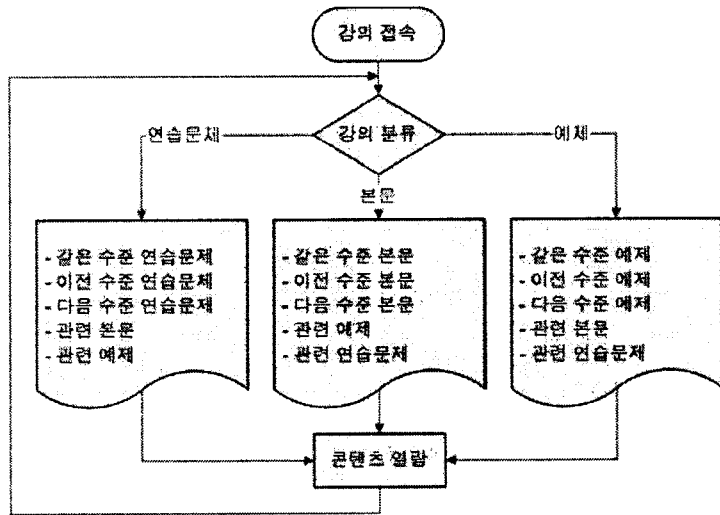 강의 접속
강의 분류
연습문제
본문
예제
- 같은 수준 연습문제
- 이전 수준 연습문제
- 다음 수준 연습문제
- 관련 본문
- 관련 예제
- 같은 수준 본문
- 이전 수준 본문
- 다음 수준 본문
- 관련 예제
- 관련 연습문제
- 같은 수준 예제
- 이전 수준 예제
- 다음 수준 예제
- 관련 본문
- 관련 연습문제
콘텐츠 열람